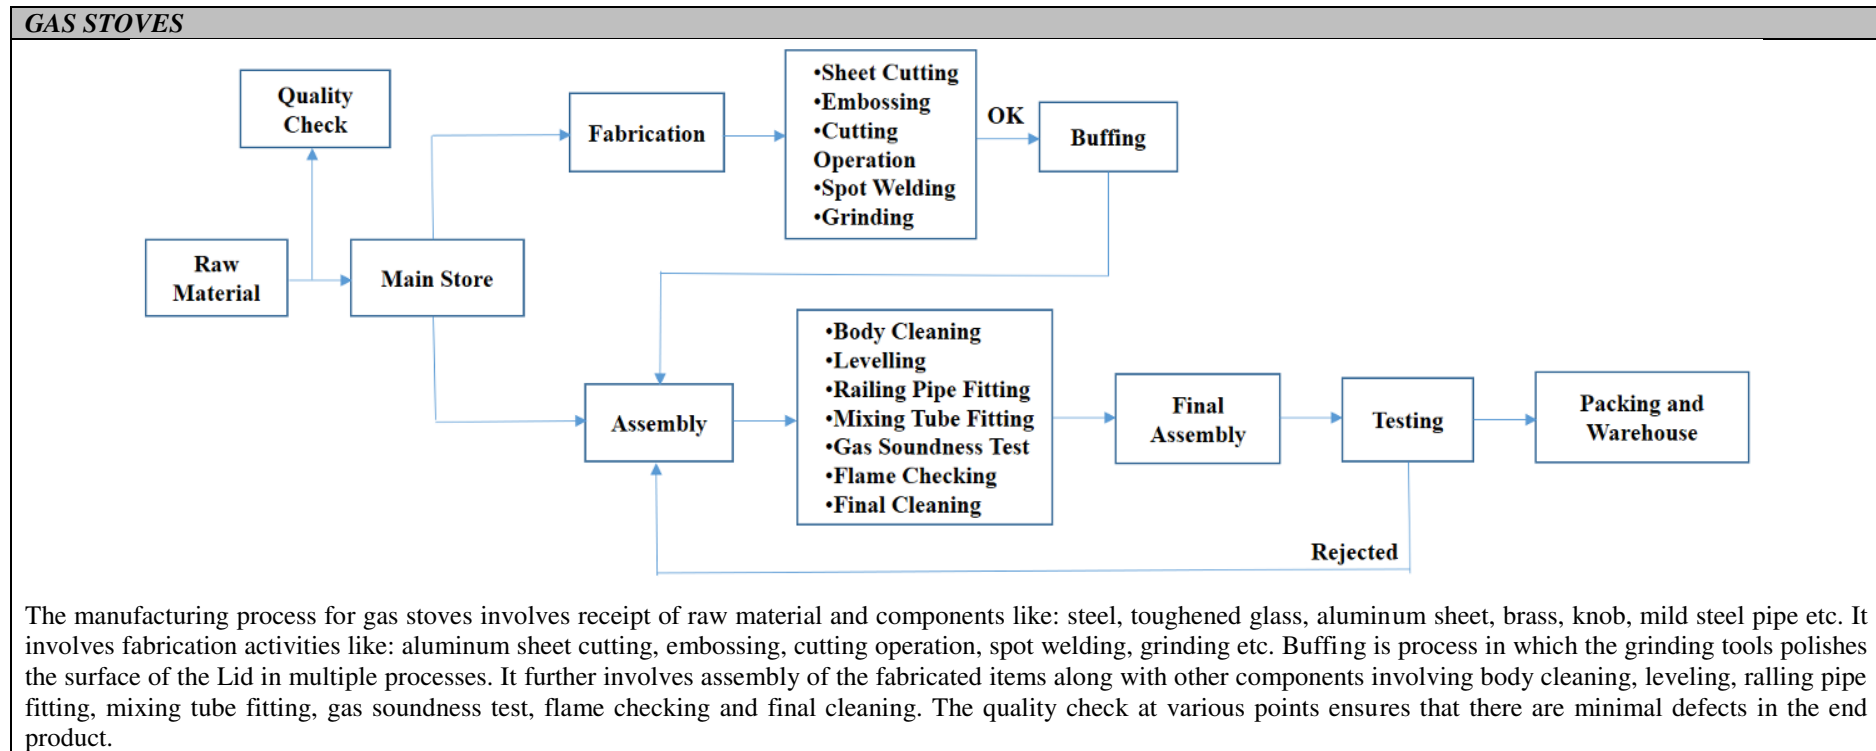 GAS STOVES
Quality
Check
Raw
Material
Main Store
Fabrication
•Sheet Cutting
•Embossing
•Cutting
Operation
•Spot Welding
•Grinding
OK
Buffing
Assembly
•Body Cleaning
•Levelling
•Railing Pipe Fitting
•Mixing Tube Fitting
•Gas Soundness Test
•Flame Checking
•Final Cleaning
Final
Assembly
Testing
Packing and
Warehouse
Rejected
The manufacturing process for gas stoves involves receipt of raw material and components like: steel, toughened glass, aluminum sheet, brass, knob, mild steel pipe etc. It
involves fabrication activities like: aluminum sheet cutting, embossing, cutting operation, spot welding, grinding etc. Buffing is process in which the grinding tools polishes
the surface of the Lid in multiple processes. It further involves assembly of the fabricated items along with other components involving body cleaning, leveling, ralling pipe
fitting, mixing tube fitting, gas soundness test, flame checking and final cleaning. The quality check at various points ensures that there are minimal defects in the end
product.